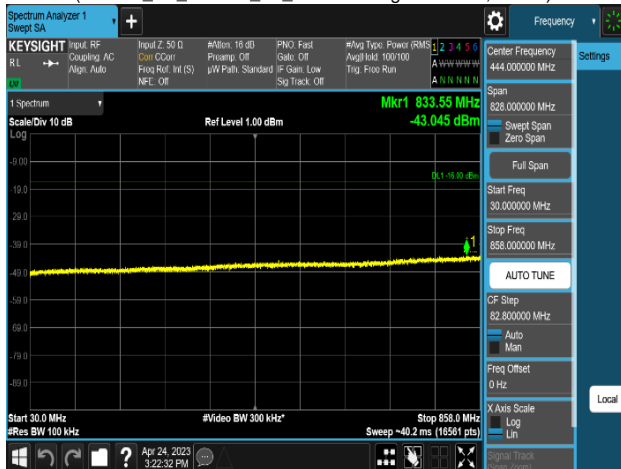 Spectrum Analyzer 1
Swept SA
Frequency
KEYSIGHT
RL
Input: RF
Coupling: AC
Align: Auto
Input Z: 50 Ω
Corr CCorr
Freq Ref: Int (S)
NFE: Off
#Atten: 16 dB
Preamp: Off
µW Path: Standard
PNO: Fast
Gate: Off
IF Gain: Low
Sig Track: Off
#Avg Type: Power (RMS
Avg|Hold: 100/100
Trig: Free Run
1 2 3 4 5 6
A W W W W W
A N N N N N
1 Spectrum
Mkr1 833.55 MHz
Scale/Div 10 dB
Ref Level 1.00 dBm
-43.045 dBm
Log
-9.00
DL1 -16.00 dBm
-19.0
-29.0
-39.0
1
-49.0
-59.0
-69.0
-79.0
-89.0
Start 30.0 MHz
#Video BW 300 kHz*
Stop 858.0 MHz
#Res BW 100 kHz
Sweep ~40.2 ms (16561 pts)
Apr 24, 2023
3:22:32 PM
Center Frequency
444.000000 MHz
Settings
Span
828.000000 MHz
Swept Span
Zero Span
Full Span
Start Freq
30.000000 MHz
Stop Freq
858.000000 MHz
AUTO TUNE
CF Step
82.800000 MHz
Auto
Man
Freq Offset
0 Hz
X Axis Scale
Log
Lin
Local
Signal Track